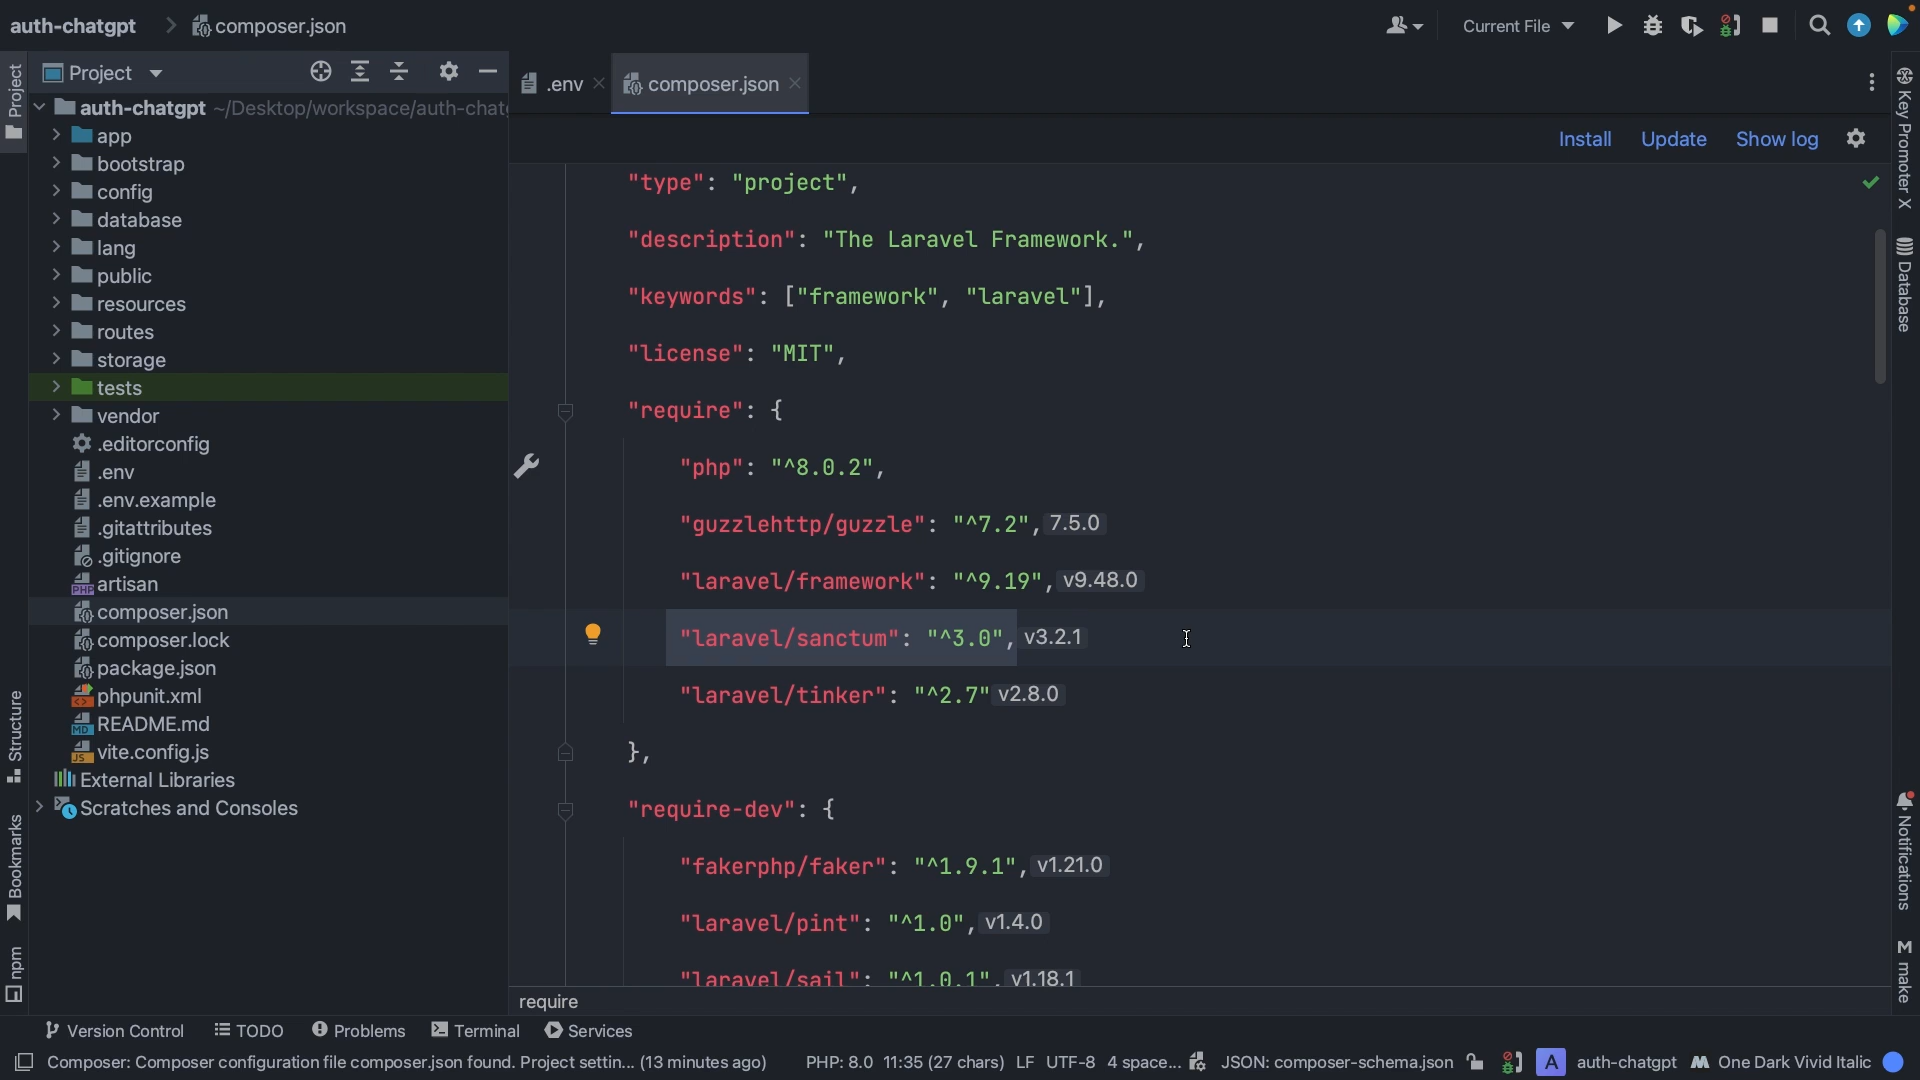 auth-chatgpt
composer.json
Current File
Project
Project
.env
composer.json
auth-chatgpt ~/Desktop/workspace/auth-chat
app
bootstrap
config
database
lang
public
resources
routes
storage
tests
vendor
.editorconfig
.env
.env.example
.gitattributes
.gitignore
artisan
composer.json
composer.lock
package.json
phpunit.xml
README.md
vite.config.js
External Libraries
Scratches and Consoles
Structure
Bookmarks
npm
Install Update Show log
"type": "project",
"description": "The Laravel Framework.",
"keywords": ["framework", "laravel"],
"license": "MIT",
"require": {
"php": "^8.0.2",
"guzzlehttp/guzzle": "^7.2", 7.5.0
"laravel/framework": "^9.19", v9.48.0
"laravel/sanctum": "^3.0", v3.2.1
"laravel/tinker": "^2.7" v2.8.0
},
"require-dev": {
"fakerphp/faker": "^1.9.1", v1.21.0
"laravel/pint": "^1.0", v1.4.0
"laravel/sail": "^1.0.1", v1.18.1
require
Key Promoter X
Database
Notifications
M make
Version Control TODO Problems Terminal Services
Composer: Composer configuration file composer.json found. Project settin... (13 minutes ago) PHP: 8.0 11:35 (27 chars) LF UTF-8 4 space... JSON: composer-schema.json A auth-chatgpt One Dark Vivid Italic